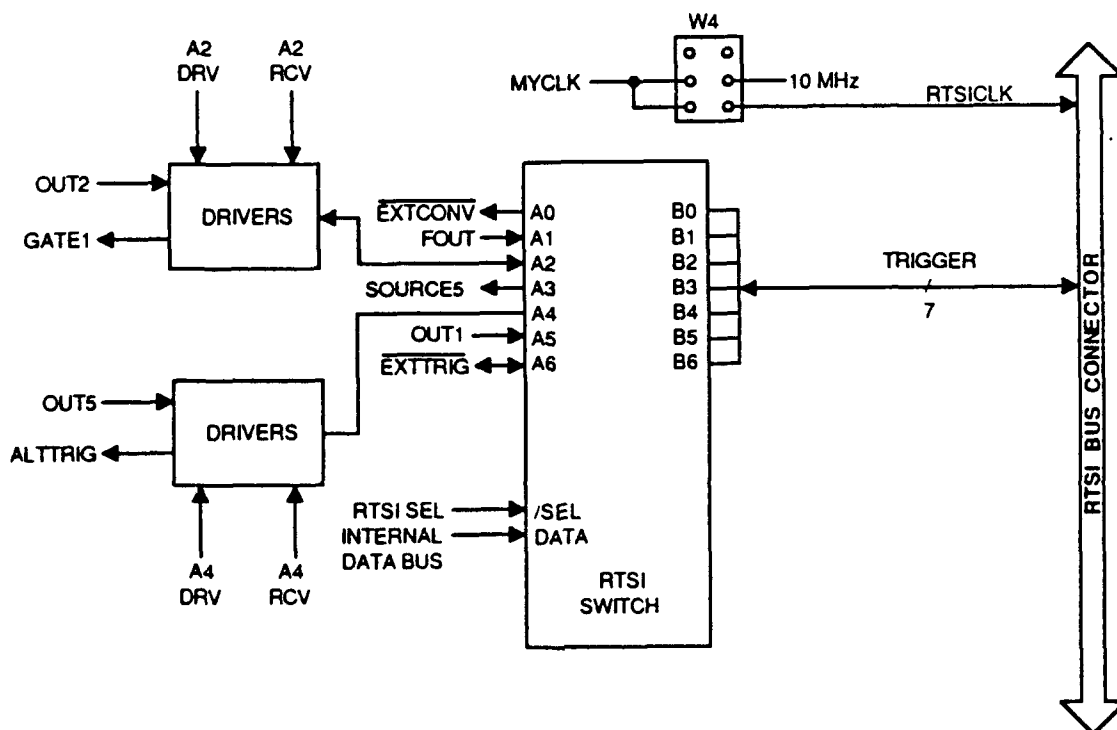 W4
A2
DRV
A2
RCV
MYCLK
10 MHz
RTSICLK
OUT2
DRIVERS
GATE1
EXTCONV
A0
B0
FOUT
A1
B1
A2
B2
SOURCE5
A3
B3
TRIGGER
7
A4
B4
OUT1
A5
B5
EXTTRIG
A6
B6
OUT5
DRIVERS
ALTTRIG
A4
DRV
A4
RCV
RTSI SEL
/SEL
INTERNAL
DATA BUS
DATA
RTSI
SWITCH
RTSI BUS CONNECTOR